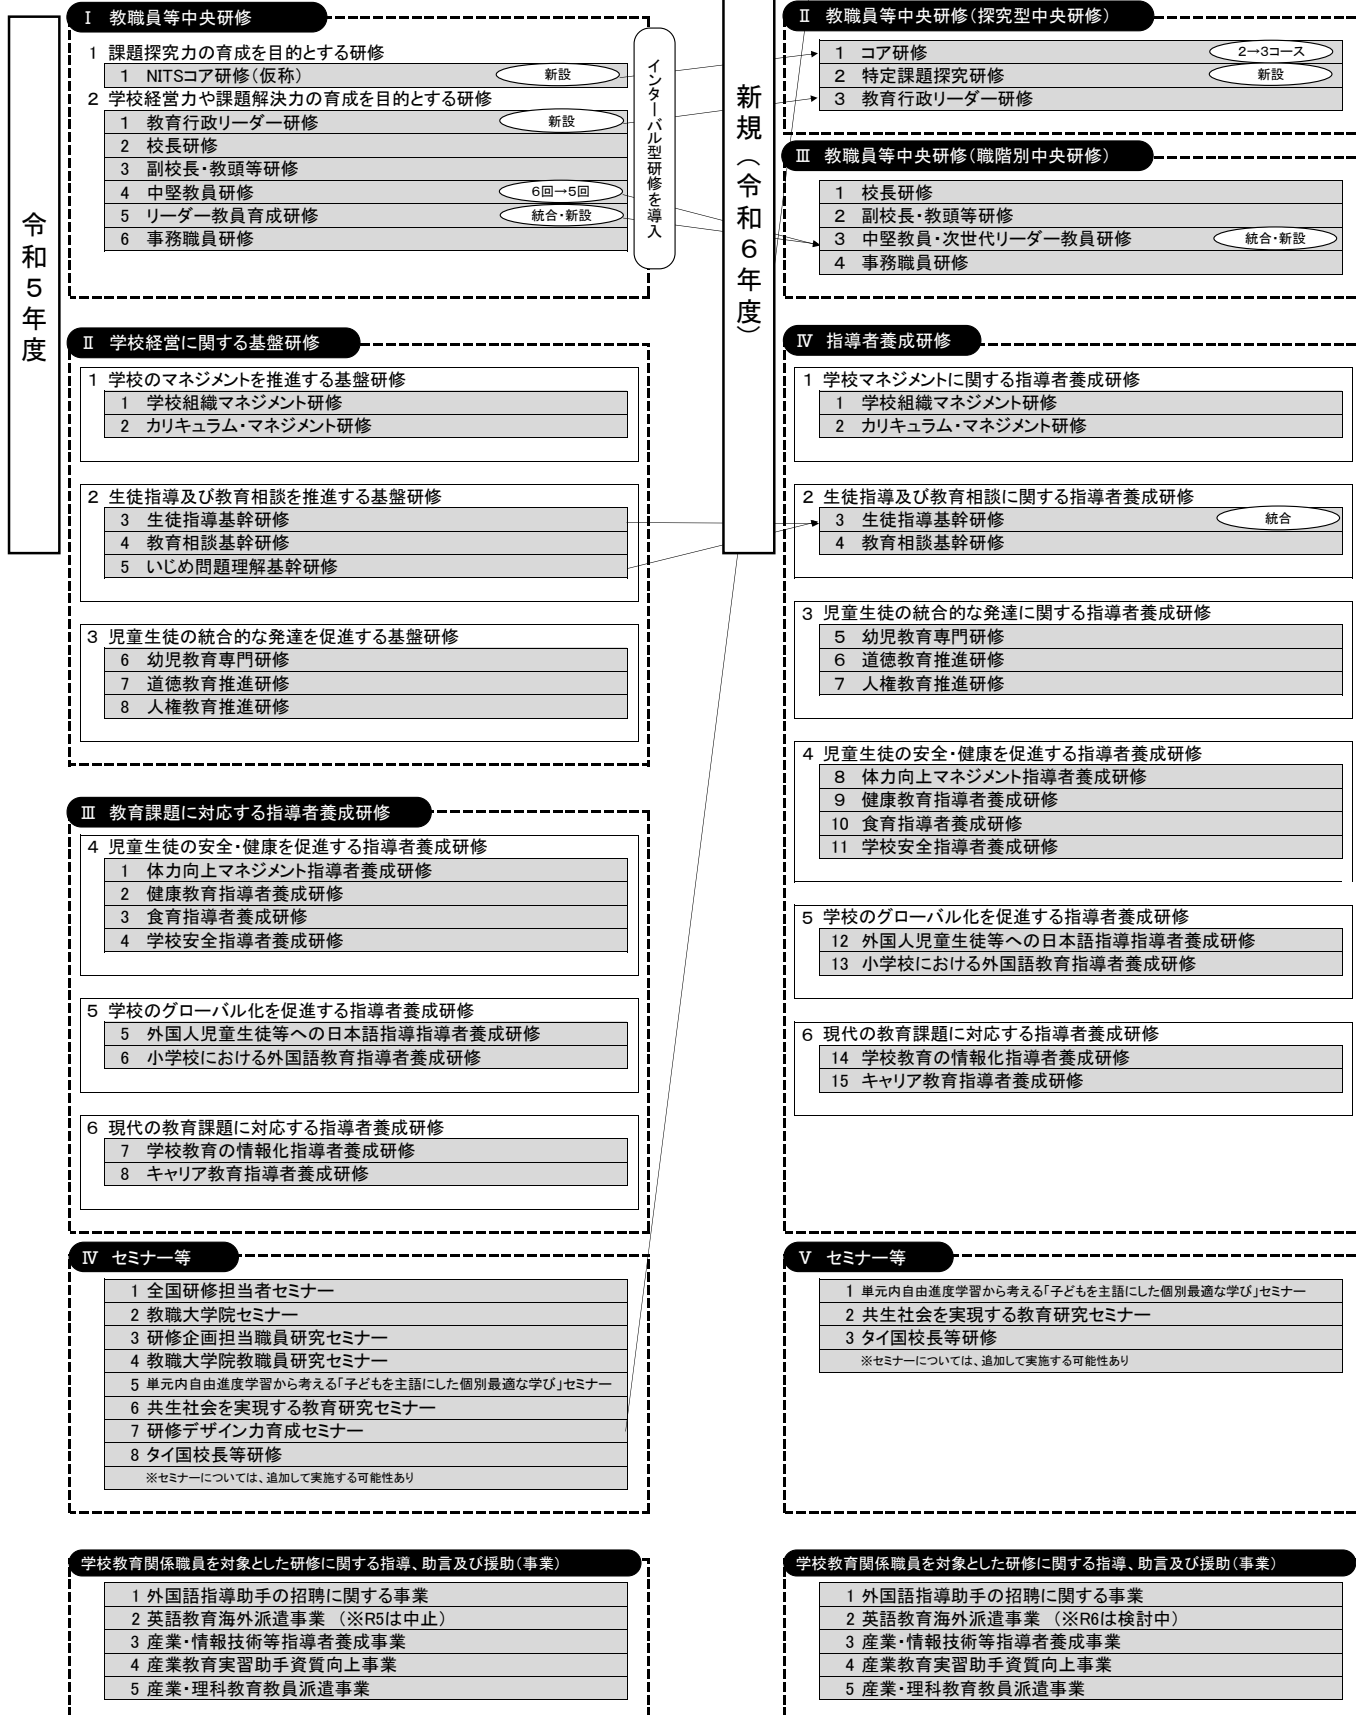 令和５年度
Ⅰ 教職員等中央研修
1 課題探究力の育成を目的とする研修
1 NITSコア研修（仮称） 新設
2 学校経営力や課題解決力の育成を目的とする研修
1 教育行政リーダー研修 新設
2 校長研修
3 副校長・教頭等研修
4 中堅教員研修 6回→5回
5 リーダー教員育成研修 統合・新設
6 事務職員研修
インターバル型研修を導入
Ⅱ 学校経営に関する基盤研修
1 学校のマネジメントを推進する基盤研修
1 学校組織マネジメント研修
2 カリキュラム・マネジメント研修
2 生徒指導及び教育相談を推進する基盤研修
3 生徒指導基幹研修
4 教育相談基幹研修
5 いじめ問題理解基幹研修
3 児童生徒の統合的な発達を促進する基盤研修
6 幼児教育専門研修
7 道徳教育推進研修
8 人権教育推進研修
Ⅲ 教育課題に対応する指導者養成研修
4 児童生徒の安全・健康を促進する指導者養成研修
1 体力向上マネジメント指導者養成研修
2 健康教育指導者養成研修
3 食育指導者養成研修
4 学校安全指導者養成研修
5 学校のグローバル化を促進する指導者養成研修
5 外国人児童生徒等への日本語指導指導者養成研修
6 小学校における外国語教育指導者養成研修
6 現代の教育課題に対応する指導者養成研修
7 学校教育の情報化指導者養成研修
8 キャリア教育指導者養成研修
Ⅳ セミナー等
1 全国研修担当者セミナー
2 教職大学院セミナー
3 研修企画担当職員研究セミナー
4 教職大学院教職員研究セミナー
5 単元内自由進度学習から考える「子どもを主語にした個別最適な学び」セミナー
6 共生社会を実現する教育研究セミナー
7 研修デザイン力育成セミナー
8 タイ国校長等研修
※セミナーについては、追加して実施する可能性あり
学校教育関係職員を対象とした研修に関する指導、助言及び援助（事業）
1 外国語指導助手の招聘に関する事業
2 英語教育海外派遣事業 （※R5は中止）
3 産業・情報技術等指導者養成事業
4 産業教育実習助手資質向上事業
5 産業・理科教育教員派遣事業
新規（令和６年度）
Ⅱ 教職員等中央研修（探究型中央研修）
1 コア研修 2→3コース
2 特定課題探究研修 新設
3 教育行政リーダー研修
Ⅲ 教職員等中央研修（職階別中央研修）
1 校長研修
2 副校長・教頭等研修
3 中堅教員・次世代リーダー教員研修 統合・新設
4 事務職員研修
Ⅳ 指導者養成研修
1 学校マネジメントに関する指導者養成研修
1 学校組織マネジメント研修
2 カリキュラム・マネジメント研修
2 生徒指導及び教育相談に関する指導者養成研修
3 生徒指導基幹研修 統合
4 教育相談基幹研修
3 児童生徒の統合的な発達に関する指導者養成研修
5 幼児教育専門研修
6 道徳教育推進研修
7 人権教育推進研修
4 児童生徒の安全・健康を促進する指導者養成研修
8 体力向上マネジメント指導者養成研修
9 健康教育指導者養成研修
10 食育指導者養成研修
11 学校安全指導者養成研修
5 学校のグローバル化を促進する指導者養成研修
12 外国人児童生徒等への日本語指導指導者養成研修
13 小学校における外国語教育指導者養成研修
6 現代の教育課題に対応する指導者養成研修
14 学校教育の情報化指導者養成研修
15 キャリア教育指導者養成研修
Ⅴ セミナー等
1 単元内自由進度学習から考える「子どもを主語にした個別最適な学び」セミナー
2 共生社会を実現する教育研究セミナー
3 タイ国校長等研修
※セミナーについては、追加して実施する可能性あり
学校教育関係職員を対象とした研修に関する指導、助言及び援助（事業）
1 外国語指導助手の招聘に関する事業
2 英語教育海外派遣事業 （※R6は検討中）
3 産業・情報技術等指導者養成事業
4 産業教育実習助手資質向上事業
5 産業・理科教育教員派遣事業